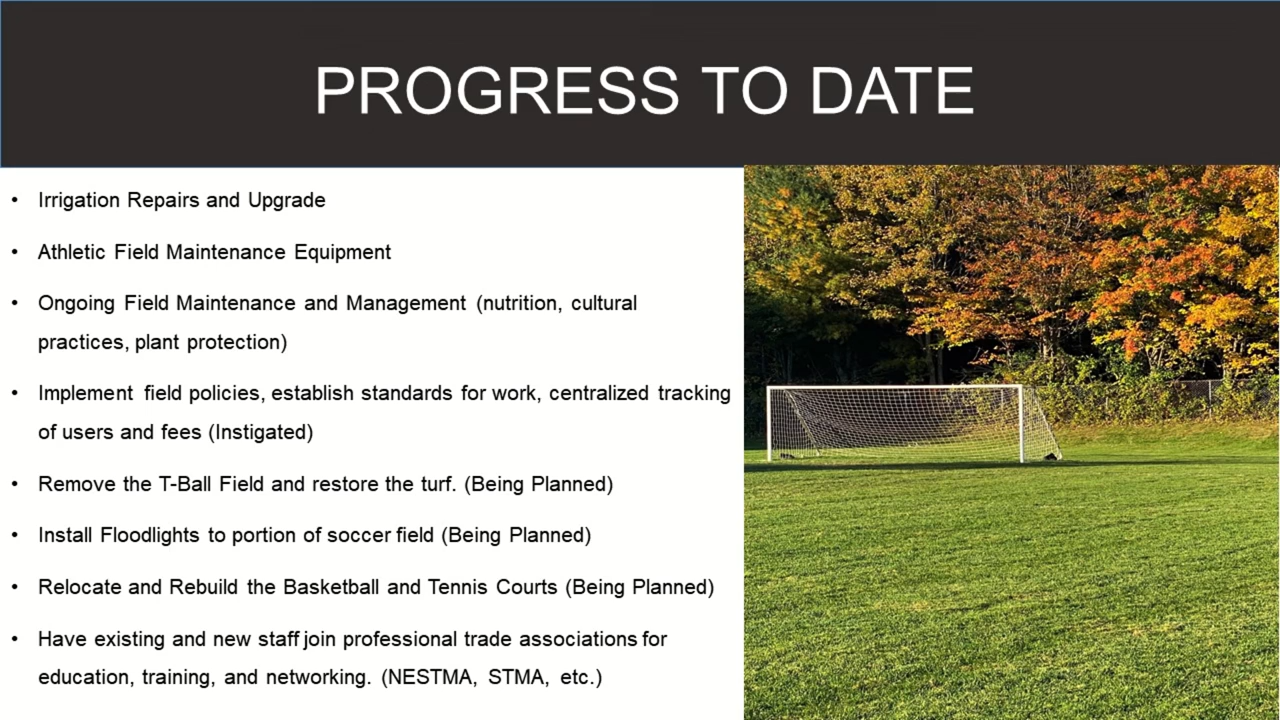 PROGRESS TO DATE
• Irrigation Repairs and Upgrade
• Athletic Field Maintenance Equipment
• Ongoing Field Maintenance and Management (nutrition, cultural
practices, plant protection)
• Implement field policies, establish standards for work, centralized tracking
of users and fees (Instigated)
• Remove the T-Ball Field and restore the turf. (Being Planned)
• Install Floodlights to portion of soccer field (Being Planned)
• Relocate and Rebuild the Basketball and Tennis Courts (Being Planned)
• Have existing and new staff join professional trade associations for
education, training, and networking. (NESTMA, STMA, etc.)